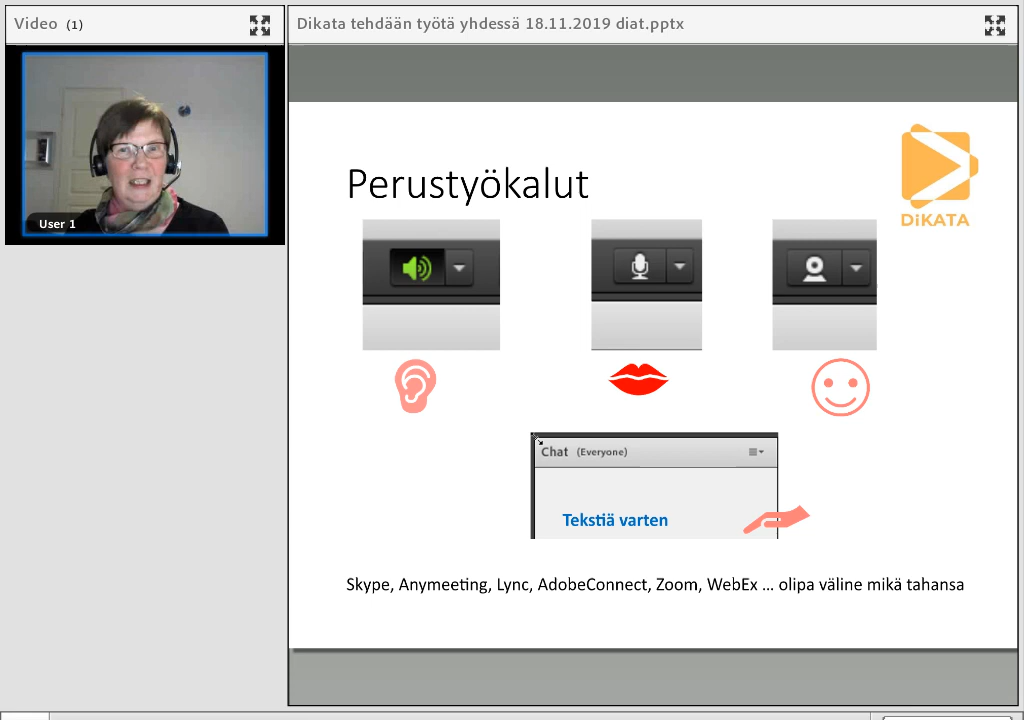 Video (1)
Dikata tehdään työtä yhdessä 18.11.2019 diat.pptx
User 1
DiKATA
Perustyökalut
Chat (Everyone)
Tekstiä varten
Skype, Anymeeting, Lync, AdobeConnect, Zoom, WebEx ... olipa väline mikä tahansa